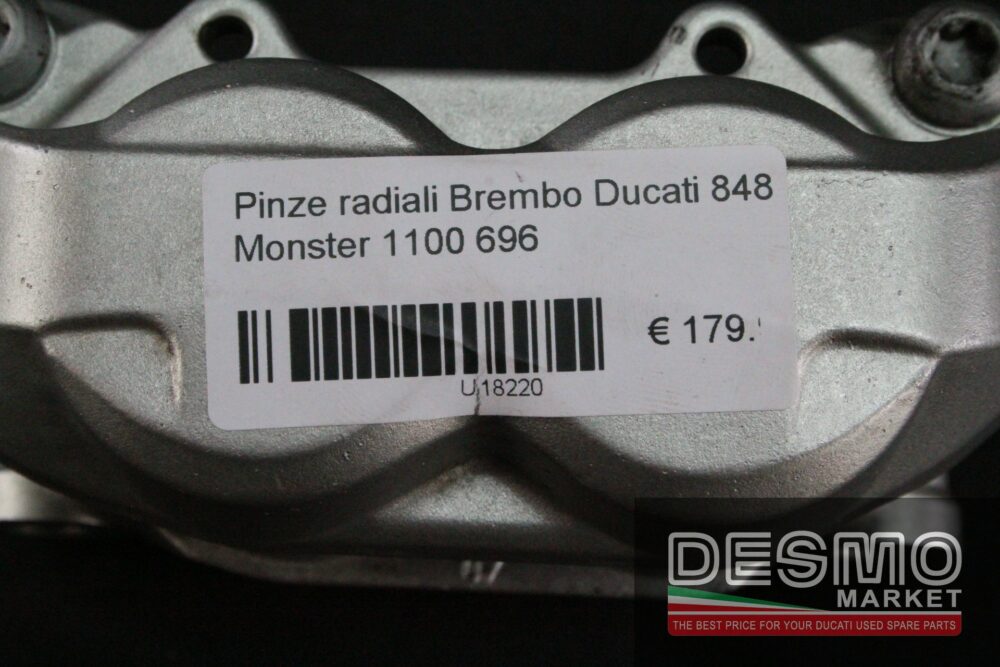 Pinze radiali Brembo Ducati 848
Monster 1100 696
€ 179.
U18220
DESMO
MARKET
THE BEST PRICE FOR YOUR DUCATI USED SPARE PARTS